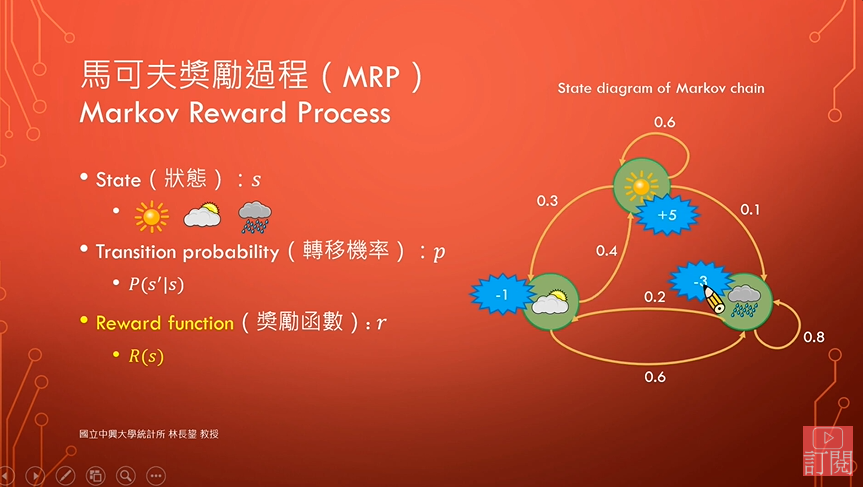 馬可夫獎勵過程（MRP）
Markov Reward Process
• State（狀態）：s
• Transition probability（轉移機率）：p
• P(s′|s)
• Reward function（獎勵函數）: r
• R(s)
國立中興大學統計所 林長鋆 教授
State diagram of Markov chain
0.6
0.3
0.1
+5
0.4
-1
-3
0.2
0.8
0.6
訂閱